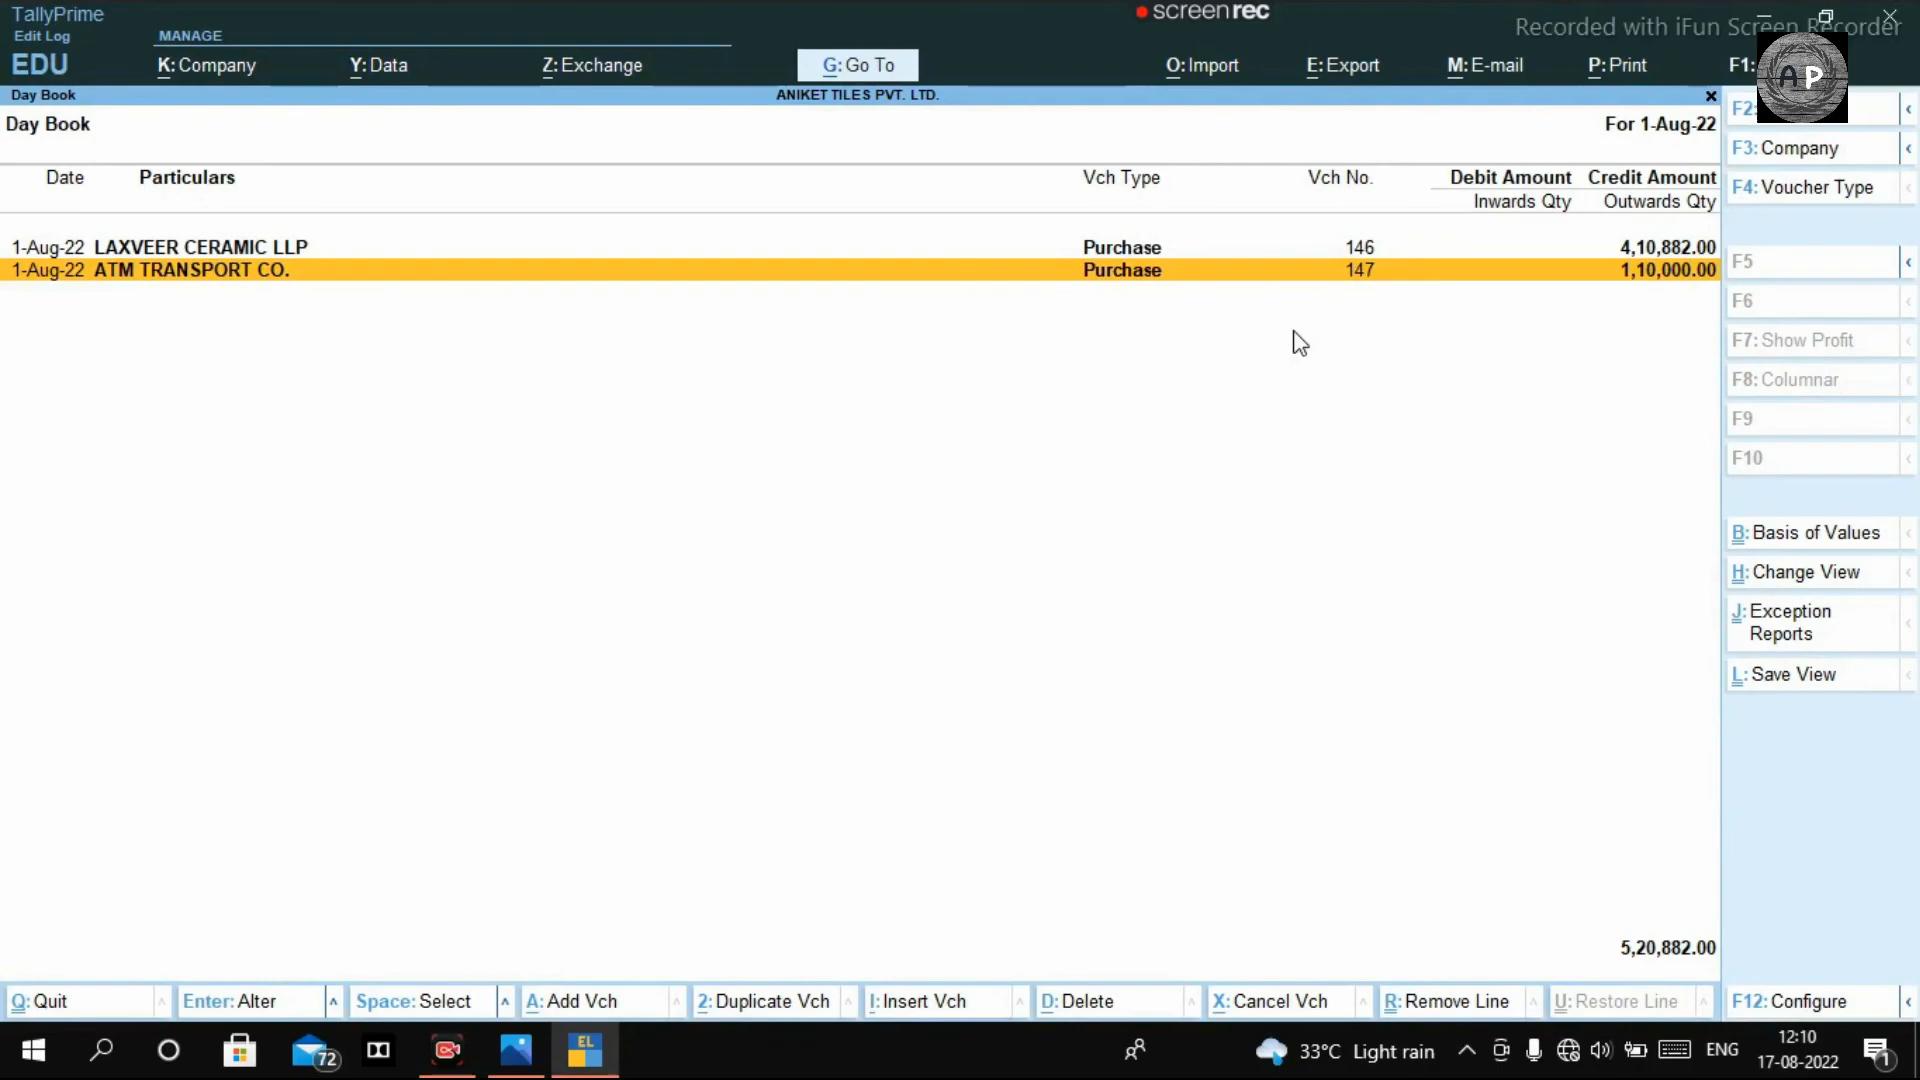 TallyPrime
Edit Log
EDU
MANAGE
K: Company Y: Data Z: Exchange G: Go To O: Import E: Export M: E-mail P: Print F1:
screenrec
Recorded with iFun Screen Recorder
AP
Day Book ANIKET TILES PVT. LTD.
Day Book For 1-Aug-22
Date Particulars Vch Type Vch No. Debit Amount Credit Amount
Inwards Qty Outwards Qty
1-Aug-22 LAXVEER CERAMIC LLP Purchase 146 4,10,882.00
1-Aug-22 ATM TRANSPORT CO. Purchase 147 1,10,000.00
5,20,882.00
F2:
F3: Company
F4: Voucher Type
F5
F6
F7: Show Profit
F8: Columnar
F9
F10
B: Basis of Values
H: Change View
J: Exception
Reports
L: Save View
Q: Quit Enter: Alter Space: Select A: Add Vch 2: Duplicate Vch I: Insert Vch D: Delete X: Cancel Vch R: Remove Line U: Restore Line F12: Configure
72
EL
33°C Light rain
ENG
12:10
17-08-2022
1